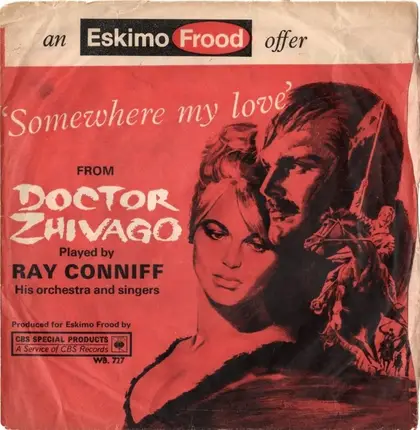 an Eskimo Frood offer
'Somewhere my love'
FROM
DOCTOR
ZHIVAGO
Played by
RAY CONNIFF
His orchestra and singers
Produced for Eskimo Frood by
CBS SPECIAL PRODUCTS
A Service of CBS Records
WB. 727